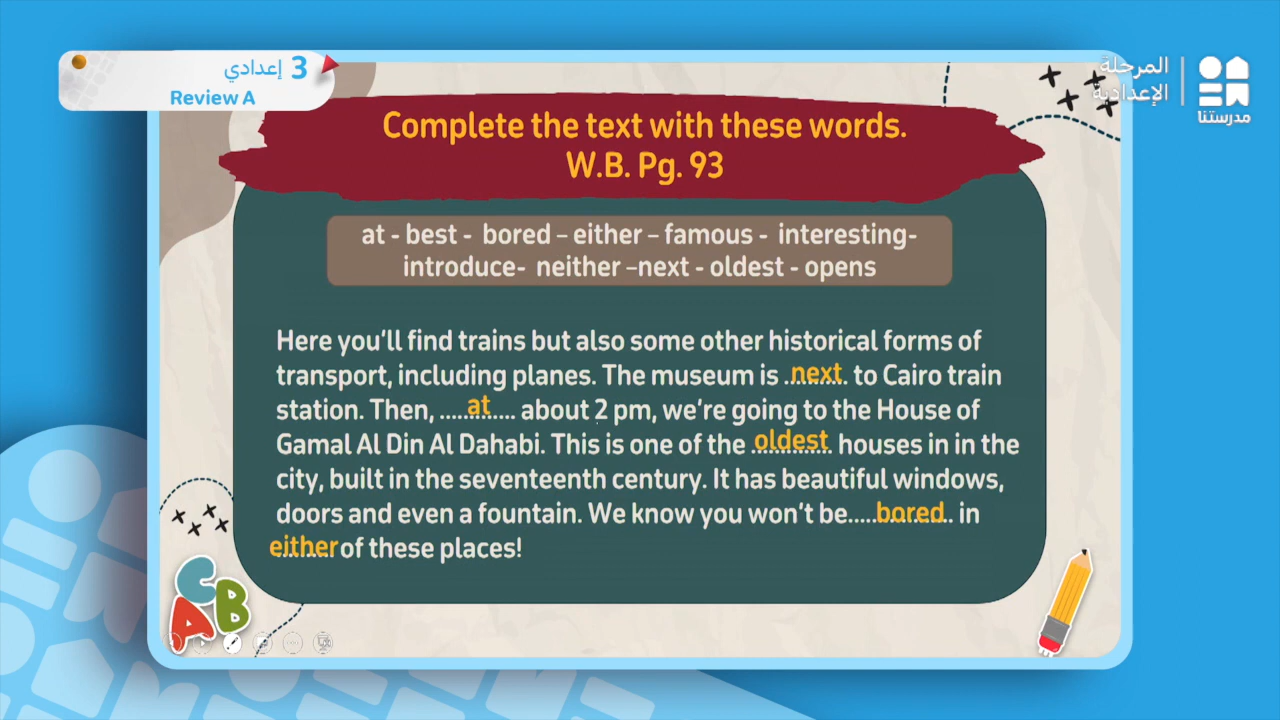 3 إعدادي
Review A
المرحلة
الإعدادية
مدرستنا
Complete the text with these words.
W.B. Pg. 93
at - best - bored – either – famous - interesting-
introduce- neither –next - oldest - opens
Here you'll find trains but also some other historical forms of
transport, including planes. The museum is ..next.. to Cairo train
station. Then, ......at.... about 2 pm, we're going to the House of
Gamal Al Din Al Dahabi. This is one of the .oldest. houses in in the
city, built in the seventeenth century. It has beautiful windows,
doors and even a fountain. We know you won't be.....bored.. in
either of these places!
A
B
C